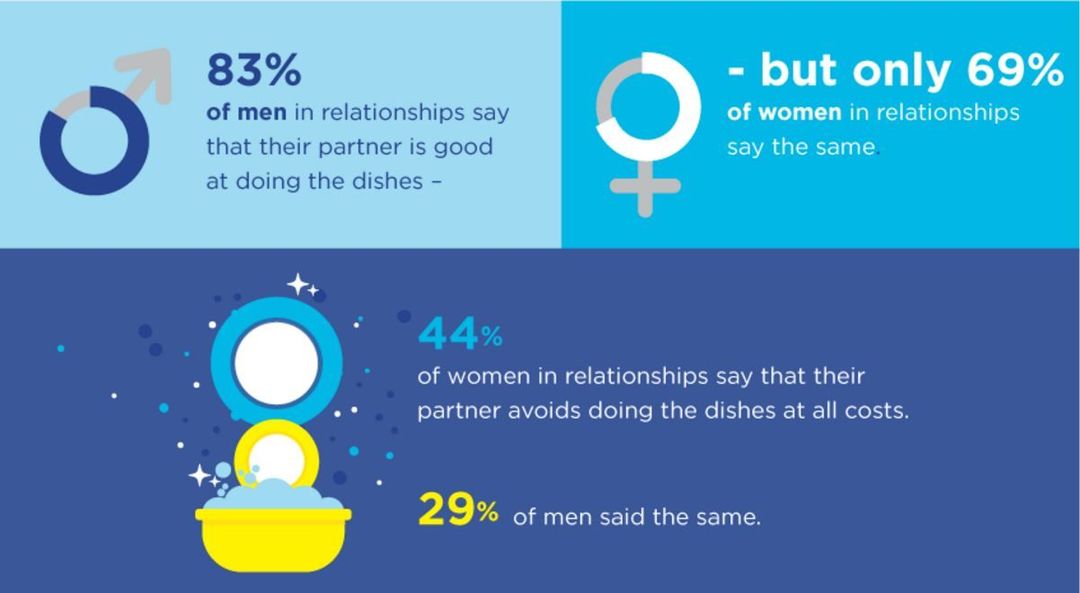 83%
of men in relationships say
that their partner is good
at doing the dishes –
- but only 69%
of women in relationships
say the same.
44%
of women in relationships say that their
partner avoids doing the dishes at all costs.
29% of men said the same.